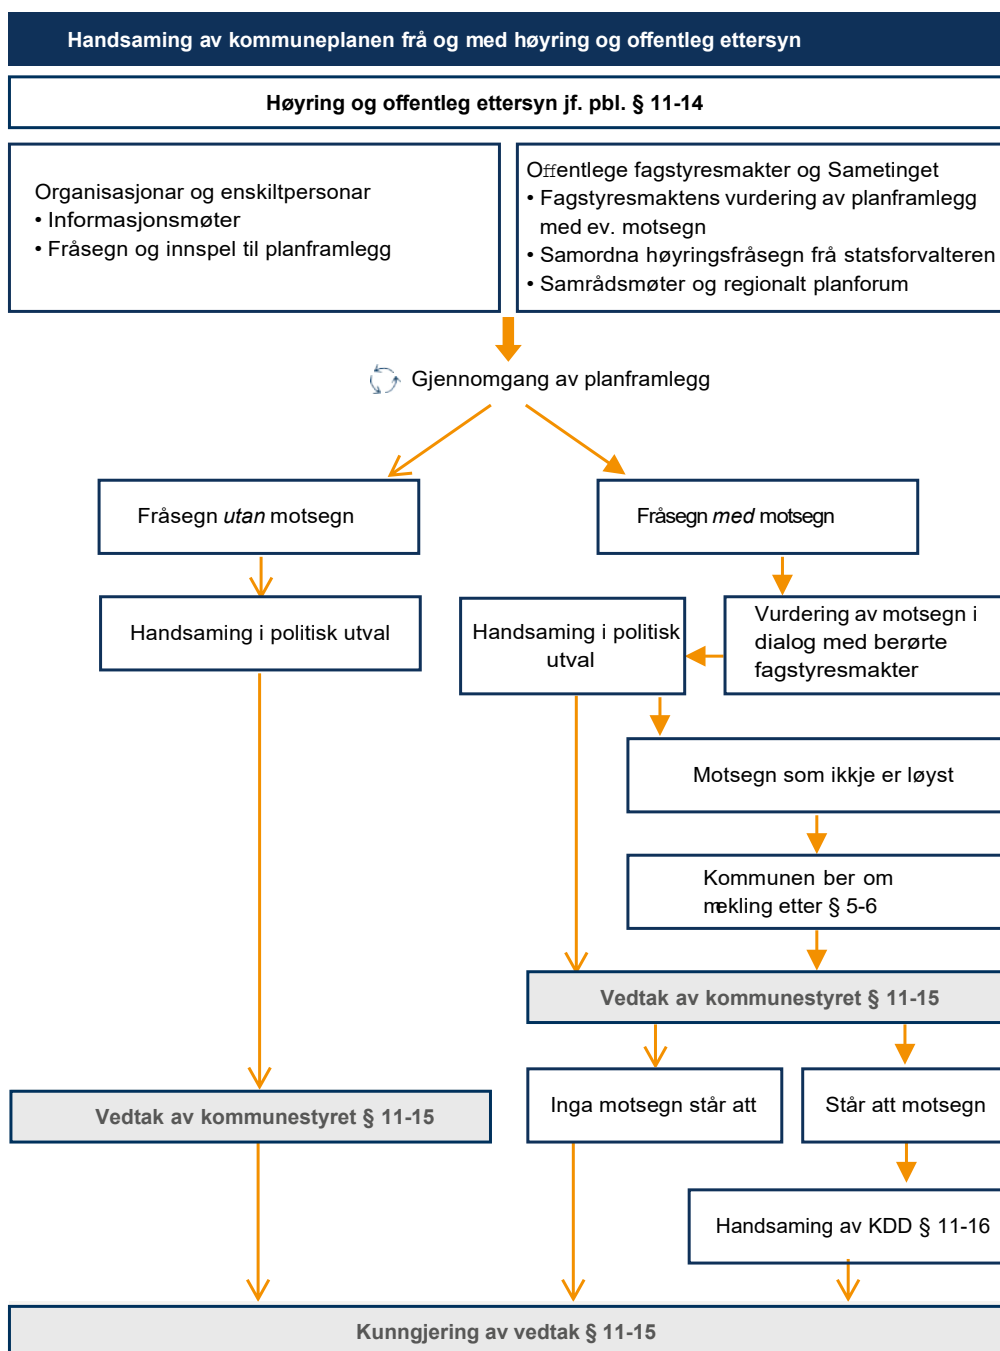 Handsaming av kommuneplanen frå og med høyring og offentleg ettersyn
Høyring og offentleg ettersyn jf. pbl. § 11-14
Organisasjonar og enskiltpersonar
• Informasjonsmøter
• Fråsegn og innspel til planframlegg
Offentlege fagstyresmakter og Sametinget
• Fagstyresmaktens vurdering av planframlegg
med ev. motsegn
• Samordna høyringsfråsegn frå statsforvalteren
• Samrådsmøter og regionalt planforum
Gjennomgang av planframlegg
Fråsegn utan motsegn
Fråsegn med motsegn
Handsaming i politisk utval
Handsaming i politisk
utval
Vurdering av motsegn i
dialog med berørte
fagstyresmakter
Motsegn som ikkje er løyst
Kommunen ber om
mekling etter § 5-6
Vedtak av kommunestyret § 11-15
Vedtak av kommunestyret § 11-15
Inga motsegn står att
Står att motsegn
Handsaming av KDD § 11-16
Kunngjering av vedtak § 11-15